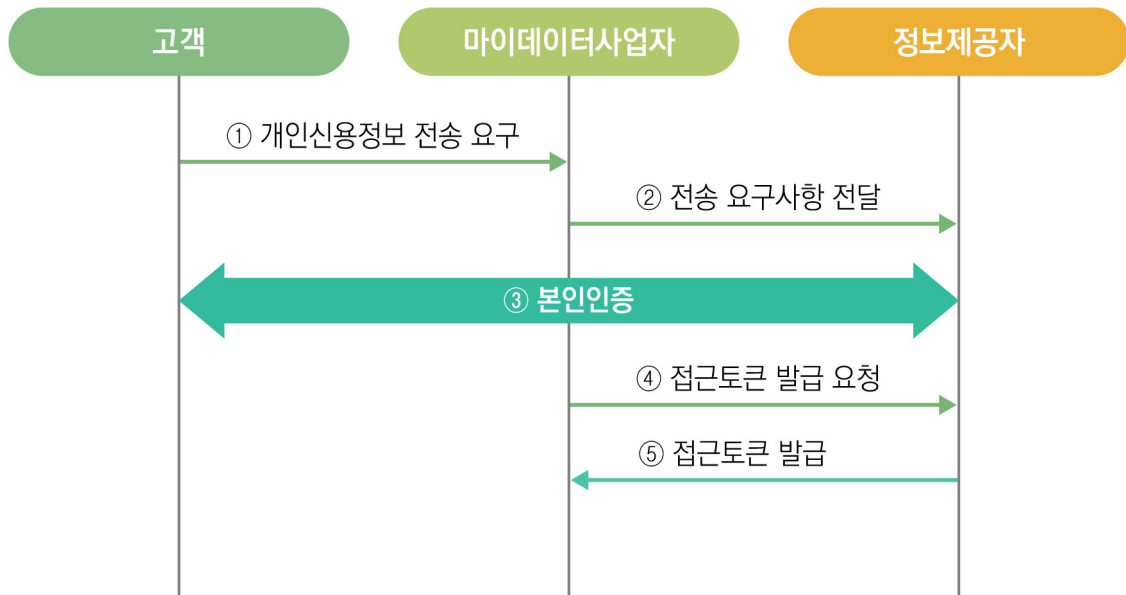 고객
마이데이터사업자
정보제공자
① 개인신용정보 전송 요구
② 전송 요구사항 전달
③ 본인인증
④ 접근토큰 발급 요청
⑤ 접근토큰 발급